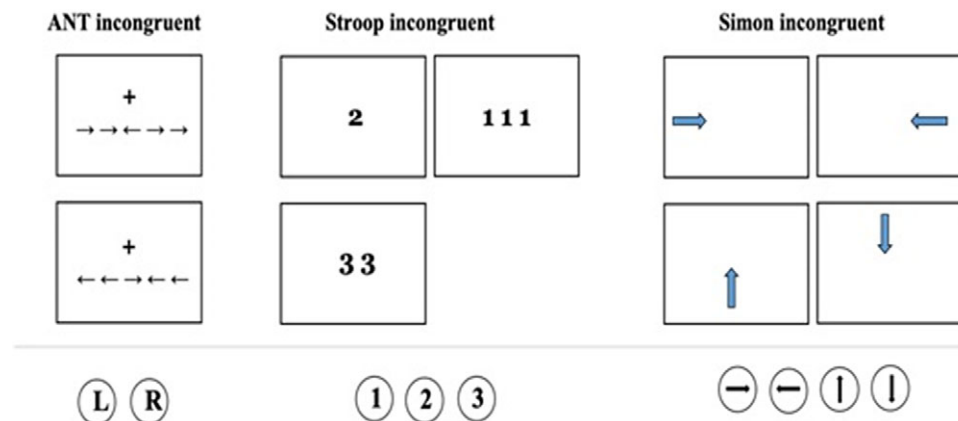 ANT incongruent Stroop incongruent Simon incongruent
+
→→←→→
2
1 1 1
+
←←→←←
3 3
L R
1 2 3